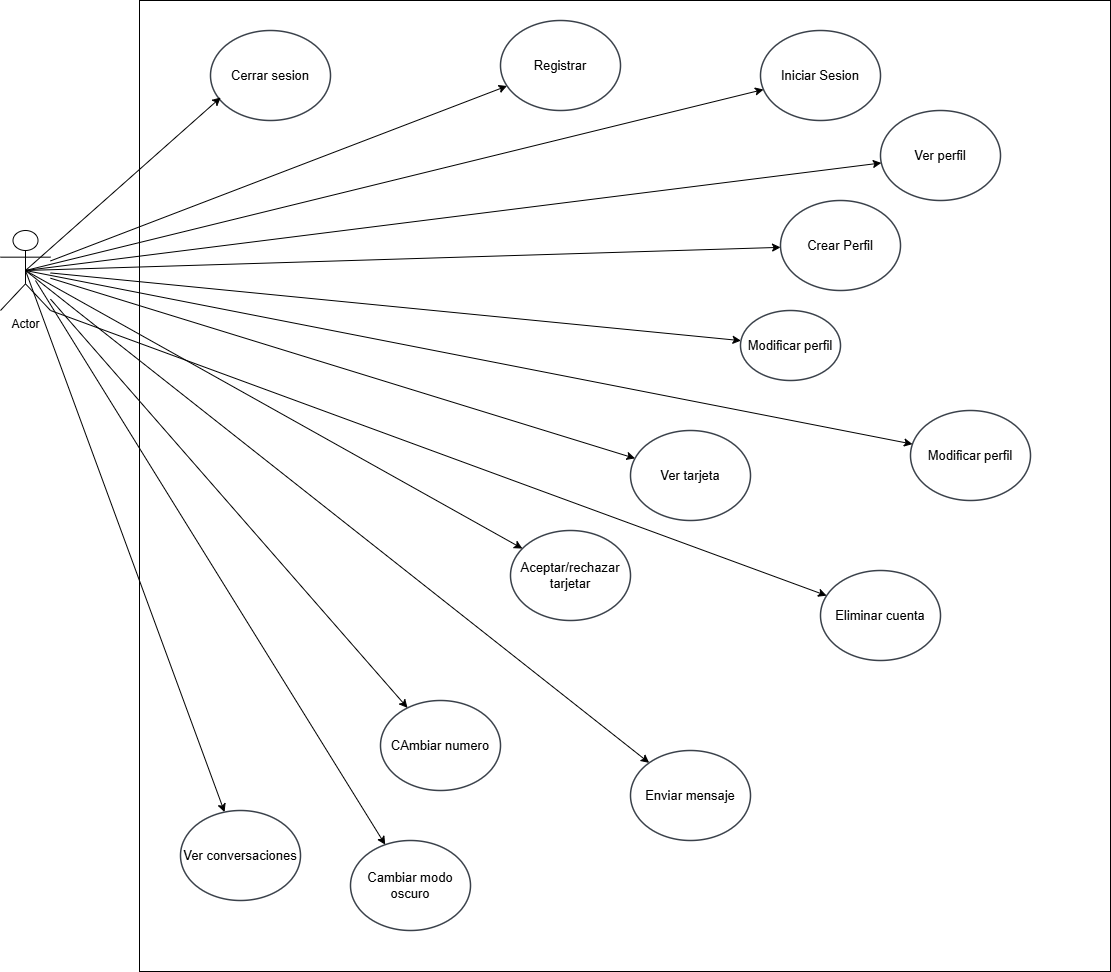 Cerrar sesion
Registrar
Iniciar Sesion
Ver perfil
Crear Perfil
Actor
Modificar perfil
Modificar perfil
Ver tarjeta
Aceptar/rechazar
tarjetar
Eliminar cuenta
CAmbiar numero
Enviar mensaje
Ver conversaciones
Cambiar modo
oscuro